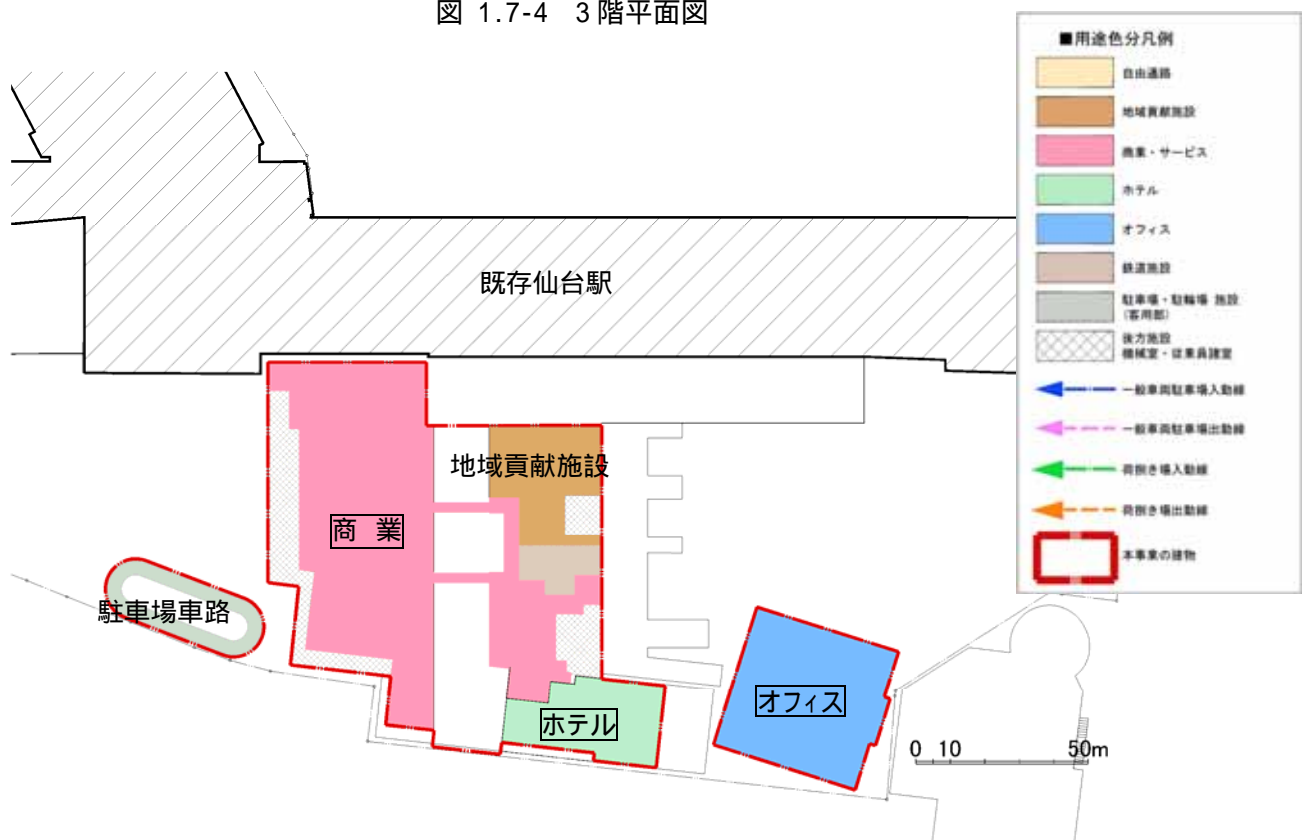 図 1.7-4 3階平面図
■用途色分凡例
自由通路
地域貢献施設
商業・サービス
ホテル
オフィス
鉄道施設
駐車場・駐輪場 施設
(客用部)
後方施設
機械室・従業員諸室
一般車両駐車場入動線
一般車両駐車場出動線
荷捌き場入動線
荷捌き場出動線
本事業の建物
既存仙台駅
地域貢献施設
商 業
駐車場車路
オフィス
ホテル
0 10 50m